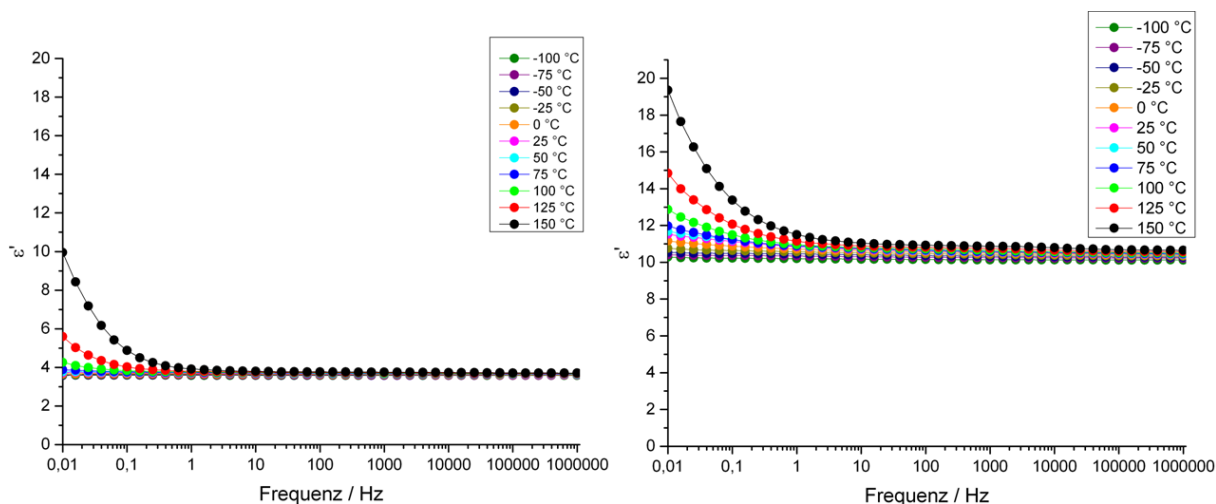 20
18
16
14
12
10
8
6
4
2
0
ε'
0,01 0,1 1 10 100 1000 10000 100000 1000000
Frequenz / Hz
-100 °C
-75 °C
-50 °C
-25 °C
0 °C
25 °C
50 °C
75 °C
100 °C
125 °C
150 °C
20
18
16
14
12
10
8
6
4
2
0
ε'
0,01 0,1 1 10 100 1000 10000 100000 1000000
Frequenz / Hz
-100 °C
-75 °C
-50 °C
-25 °C
0 °C
25 °C
50 °C
75 °C
100 °C
125 °C
150 °C